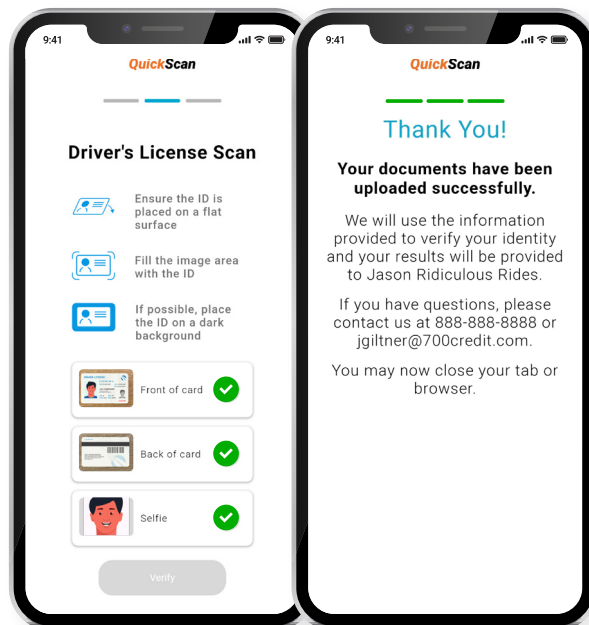 9:41
QuickScan
Driver's License Scan
Ensure the ID is
placed on a flat
surface
Fill the image area
with the ID
If possible, place
the ID on a dark
background
Front of card
Back of card
Selfie
Verify
9:41
QuickScan
Thank You!
Your documents have been
uploaded successfully.
We will use the information
provided to verify your identity
and your results will be provided
to Jason Ridiculous Rides.
If you have questions, please
contact us at 888-888-8888 or
jgiltner@700credit.com.
You may now close your tab or
browser.